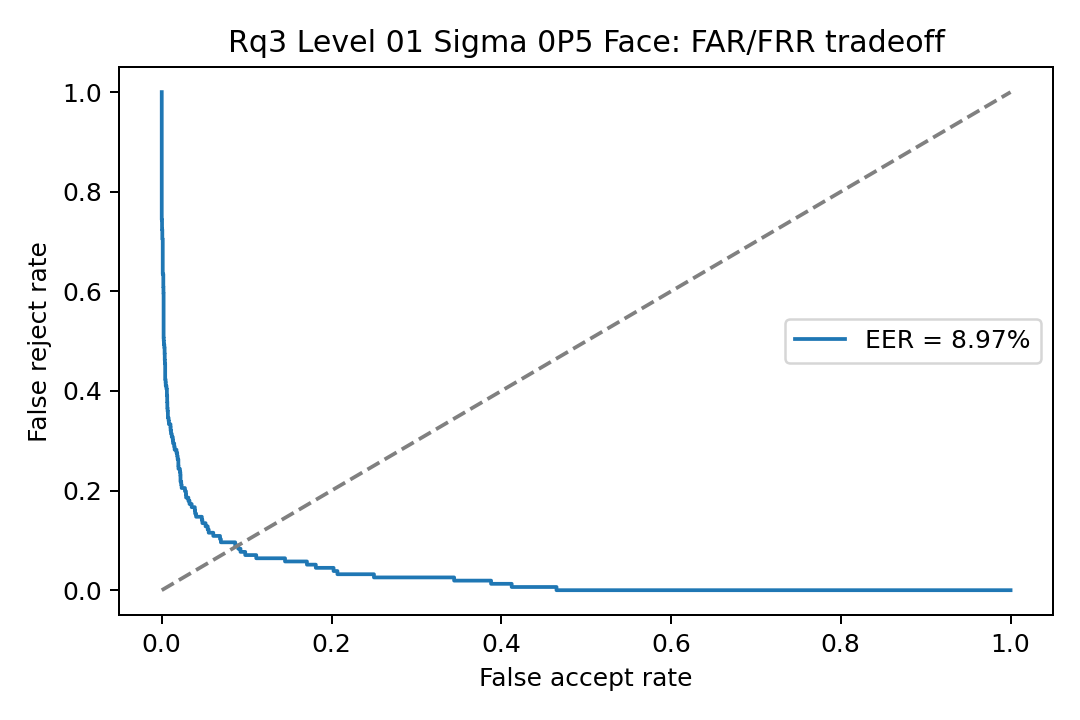 Rq3 Level 01 Sigma 0P5 Face: FAR/FRR tradeoff
1.0
0.8
0.6
0.4
0.2
0.0
False reject rate
EER = 8.97%
0.0 0.2 0.4 0.6 0.8 1.0
False accept rate